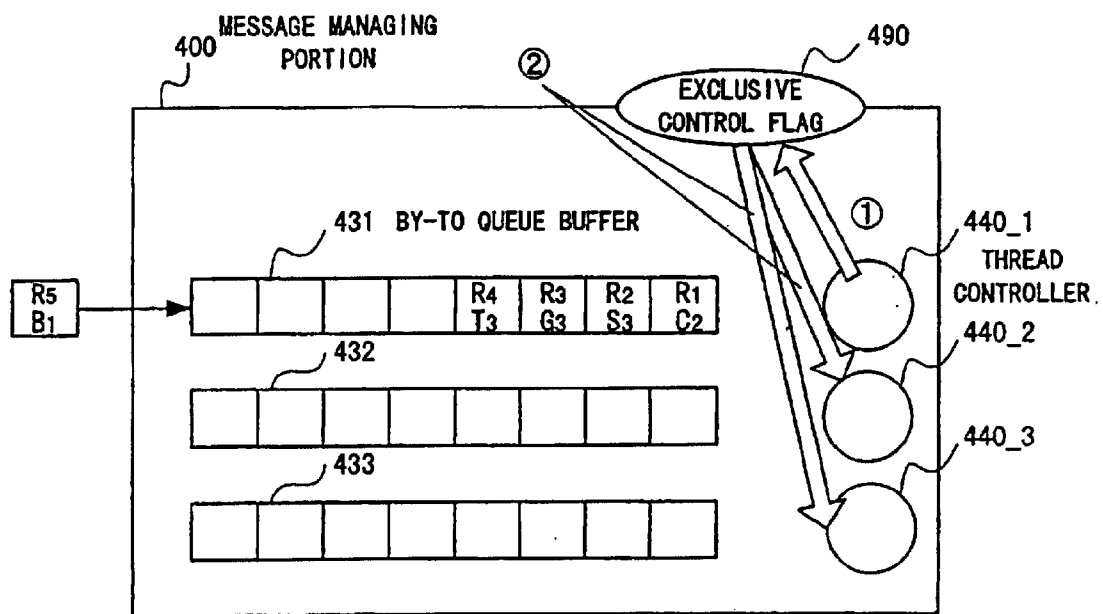 MESSAGE MANAGING
PORTION
400
490
②
EXCLUSIVE
CONTROL FLAG
①
431 BY-TO QUEUE BUFFER
440_1
THREAD
CONTROLLER
R5
B1
R4
T3
R3
G3
R2
S3
R1
C2
432
440_2
433
440_3